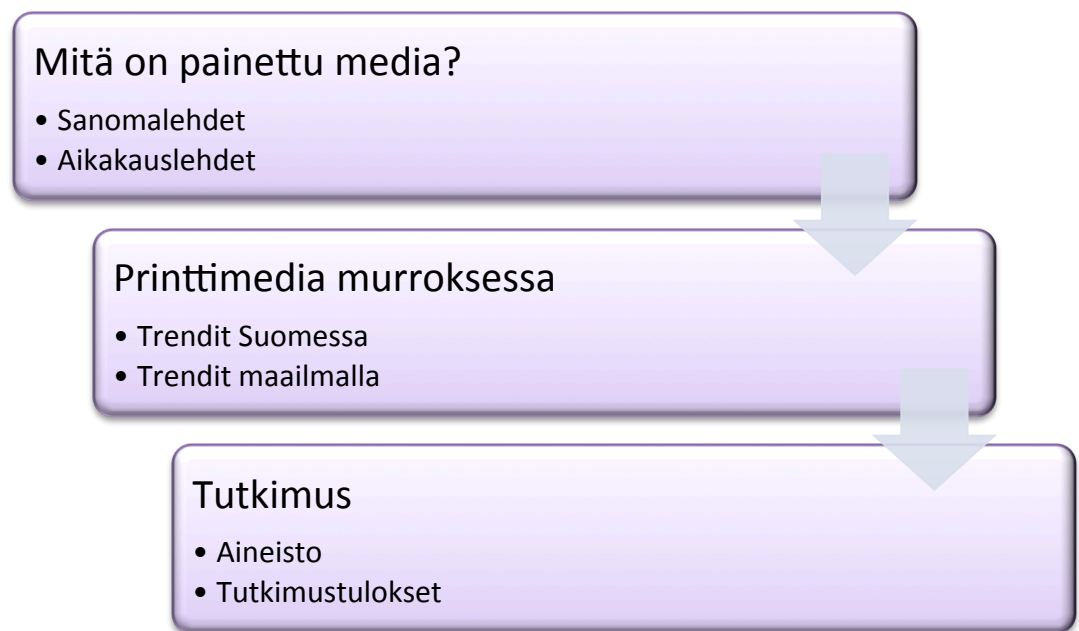 Mitä on painettu media?
• Sanomalehdet
• Aikakauslehdet
Printtimedia murroksessa
• Trendit Suomessa
• Trendit maailmalla
Tutkimus
• Aineisto
• Tutkimustulokset